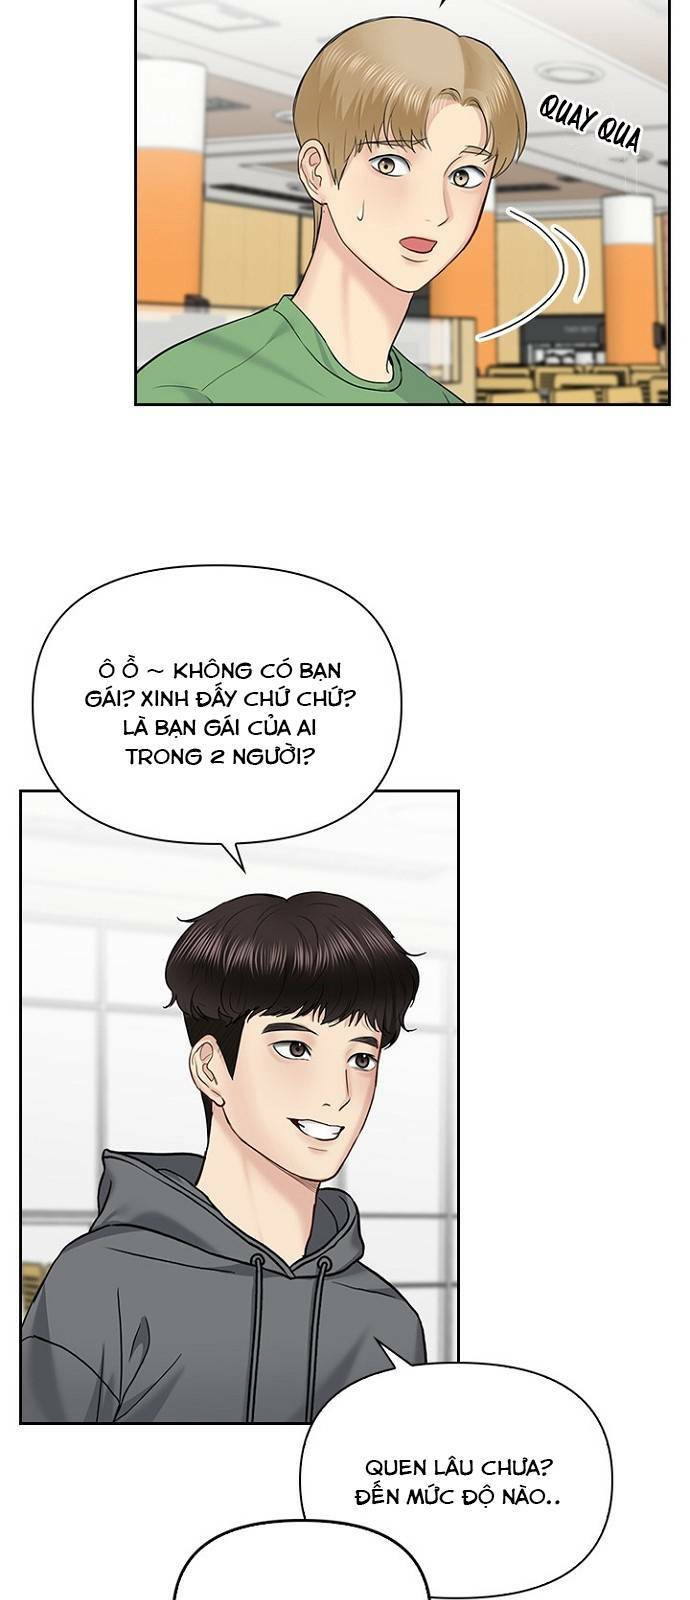 QUAY QUA
Ô Ồ ~ KHÔNG CÓ BẠN
GÁI? XINH ĐẤY CHỨ CHỨ?
LÀ BẠN GÁI CỦA AI
TRONG 2 NGƯỜI?
QUEN LÂU CHƯA?
ĐẾN MỨC ĐỘ NÀO..